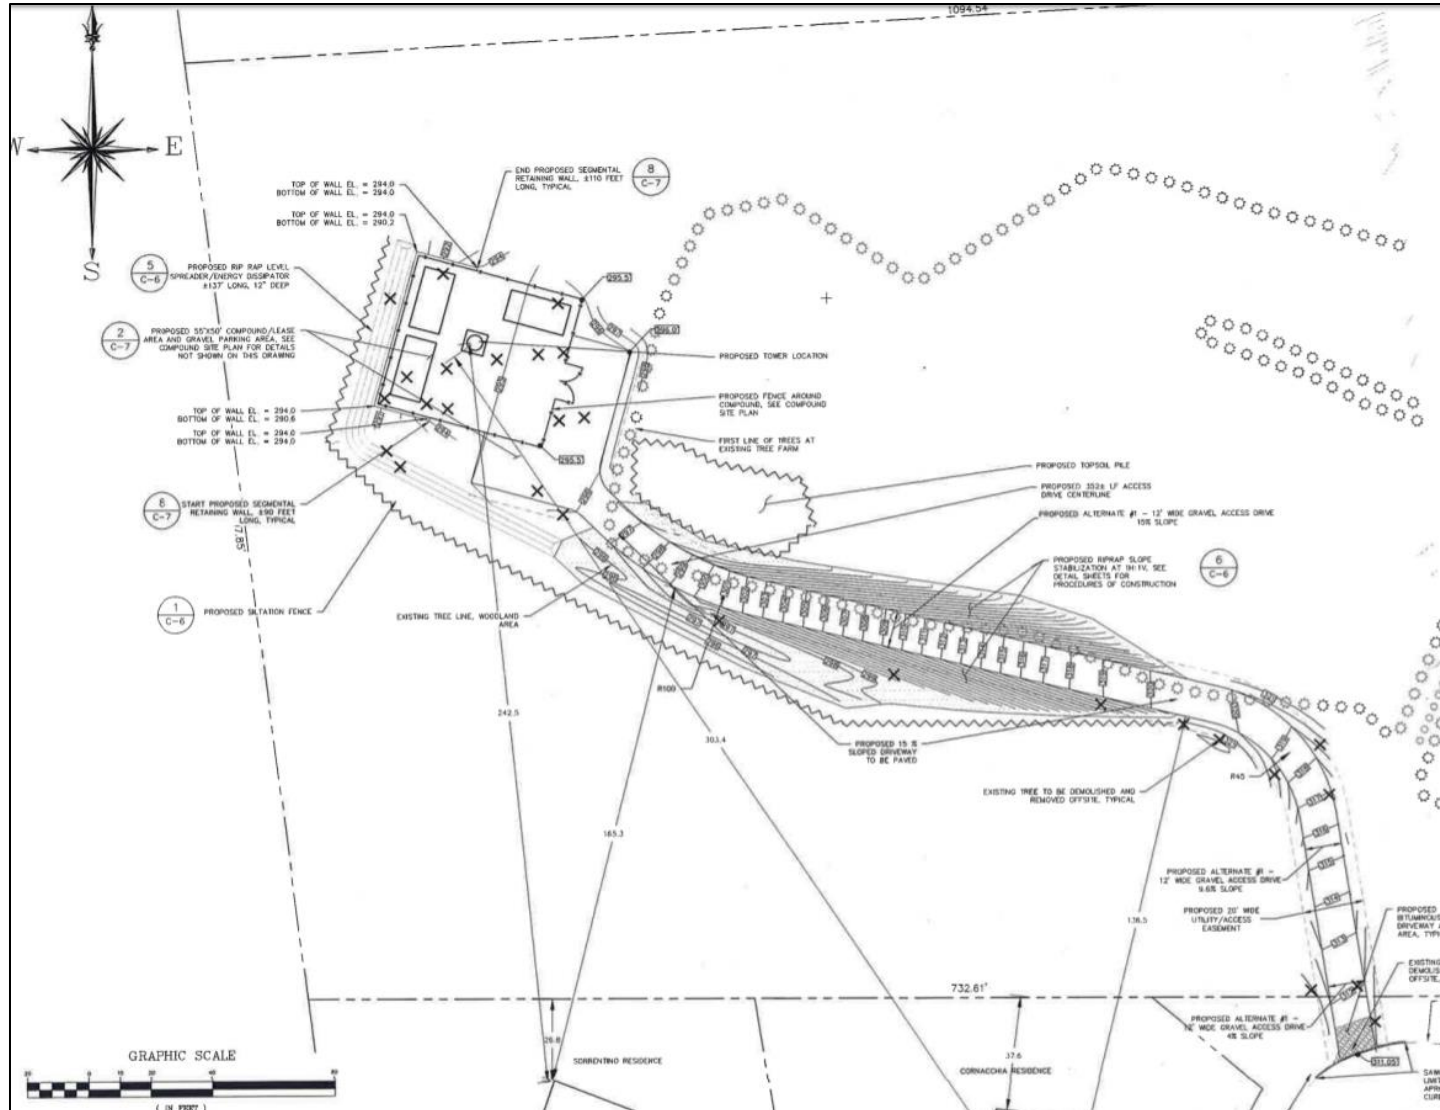 1094.54
W
E
S
END PROPOSED SEGMENTAL
RETAINING WALL, ±110 FEET
LONG, TYPICAL
8
C-7
TOP OF WALL EL. = 294.0
BOTTOM OF WALL EL. = 294.0
TOP OF WALL EL. = 294.0
BOTTOM OF WALL EL. = 290.2
5
C-6
PROPOSED RIP RAP LEVEL
SPREADER/ENERGY DISSIPATOR
±137' LONG, 12" DEEP
295.5
2
C-7
PROPOSED 55'X50' COMPOUND/LEASE
AREA AND GRAVEL PARKING AREA, SEE
COMPOUND SITE PLAN FOR DETAILS
NOT SHOWN ON THIS DRAWING
PROPOSED TOWER LOCATION
PROPOSED FENCE AROUND
COMPOUND, SEE COMPOUND
SITE PLAN
TOP OF WALL EL. = 294.0
BOTTOM OF WALL EL. = 290.6
TOP OF WALL EL. = 294.0
BOTTOM OF WALL EL. = 294.0
295.5
FIRST LINE OF TREES AT
EXISTING TREE FARM
PROPOSED TOPSOIL PILE
PROPOSED 352± LF ACCESS
DRIVE CENTERLINE
C-7
START PROPOSED SEGMENTAL
RETAINING WALL, ±90 FEET
LONG, TYPICAL
PROPOSED ALTERNATE #1 - 12' WIDE GRAVEL ACCESS DRIVE
15% SLOPE
PROPOSED RIPRAP SLOPE
STABILIZATION AT 1H:1V, SEE
DETAIL SHEETS FOR
PROCEDURES OF CONSTRUCTION
6
C-6
1
C-6
PROPOSED SILTATION FENCE
EXISTING TREE LINE, WOODLAND
AREA
R100
242.5
303.4
PROPOSED 15 %
SLOPED DRIVEWAY
TO BE PAVED
R45
EXISTING TREE TO BE DEMOLISHED AND
REMOVED OFFSITE, TYPICAL
165.3
PROPOSED ALTERNATE #1 -
12' WIDE GRAVEL ACCESS DRIVE
9.6% SLOPE
PROPOSED 20' WIDE
UTILITY/ACCESS
EASEMENT
136.5
PROPOSED
DRIVEWAY
EXISTING
OFFSITE,
732.61'
PROPOSED ALTERNATE #1 -
12' WIDE GRAVEL ACCESS DRIVE
4% SLOPE
26.8
SORRENTINO RESIDENCE
37.6
CORNACCHIA RESIDENCE
311.05
GRAPHIC SCALE
20 0 10 20 40 80
( IN FEET )